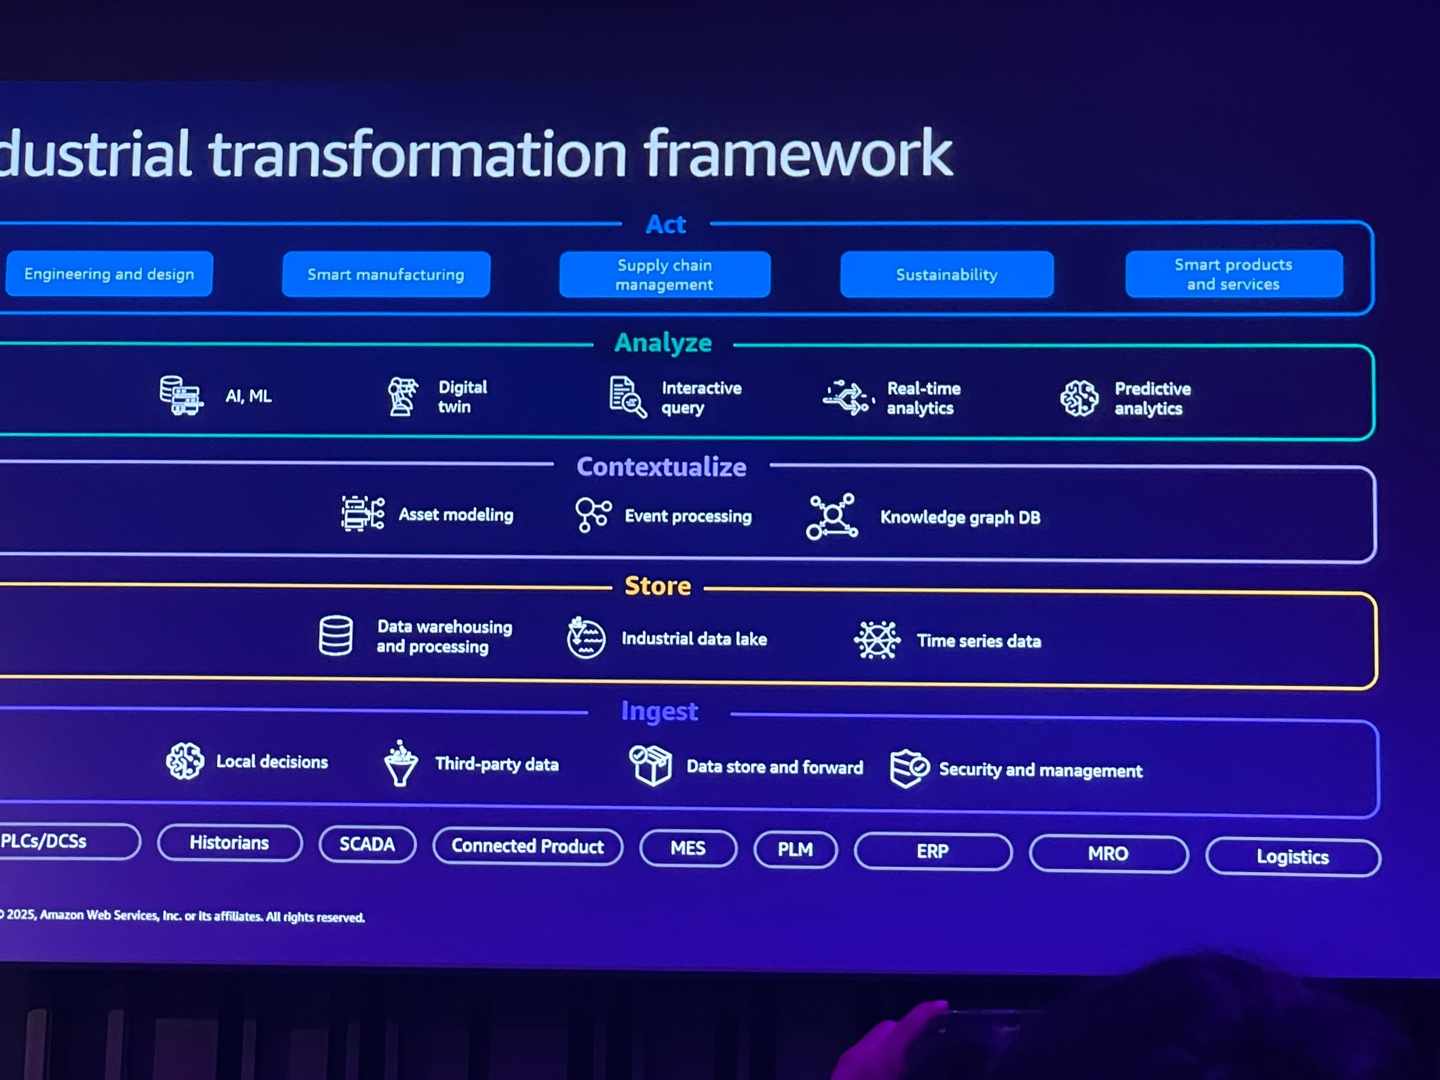 dustrial transformation framework
Act
Engineering and design
Smart manufacturing
Supply chain
management
Sustainability
Smart products
and services
Analyze
AI, ML
Digital
twin
Interactive
query
Real-time
analytics
Predictive
analytics
Contextualize
Asset modeling
Event processing
Knowledge graph DB
Store
Data warehousing
and processing
Industrial data lake
Time series data
Ingest
Local decisions
Third-party data
Data store and forward
Security and management
PLCs/DCSs
Historians
SCADA
Connected Product
MES
PLM
ERP
MRO
Logistics
© 2025, Amazon Web Services, Inc. or its affiliates. All rights reserved.